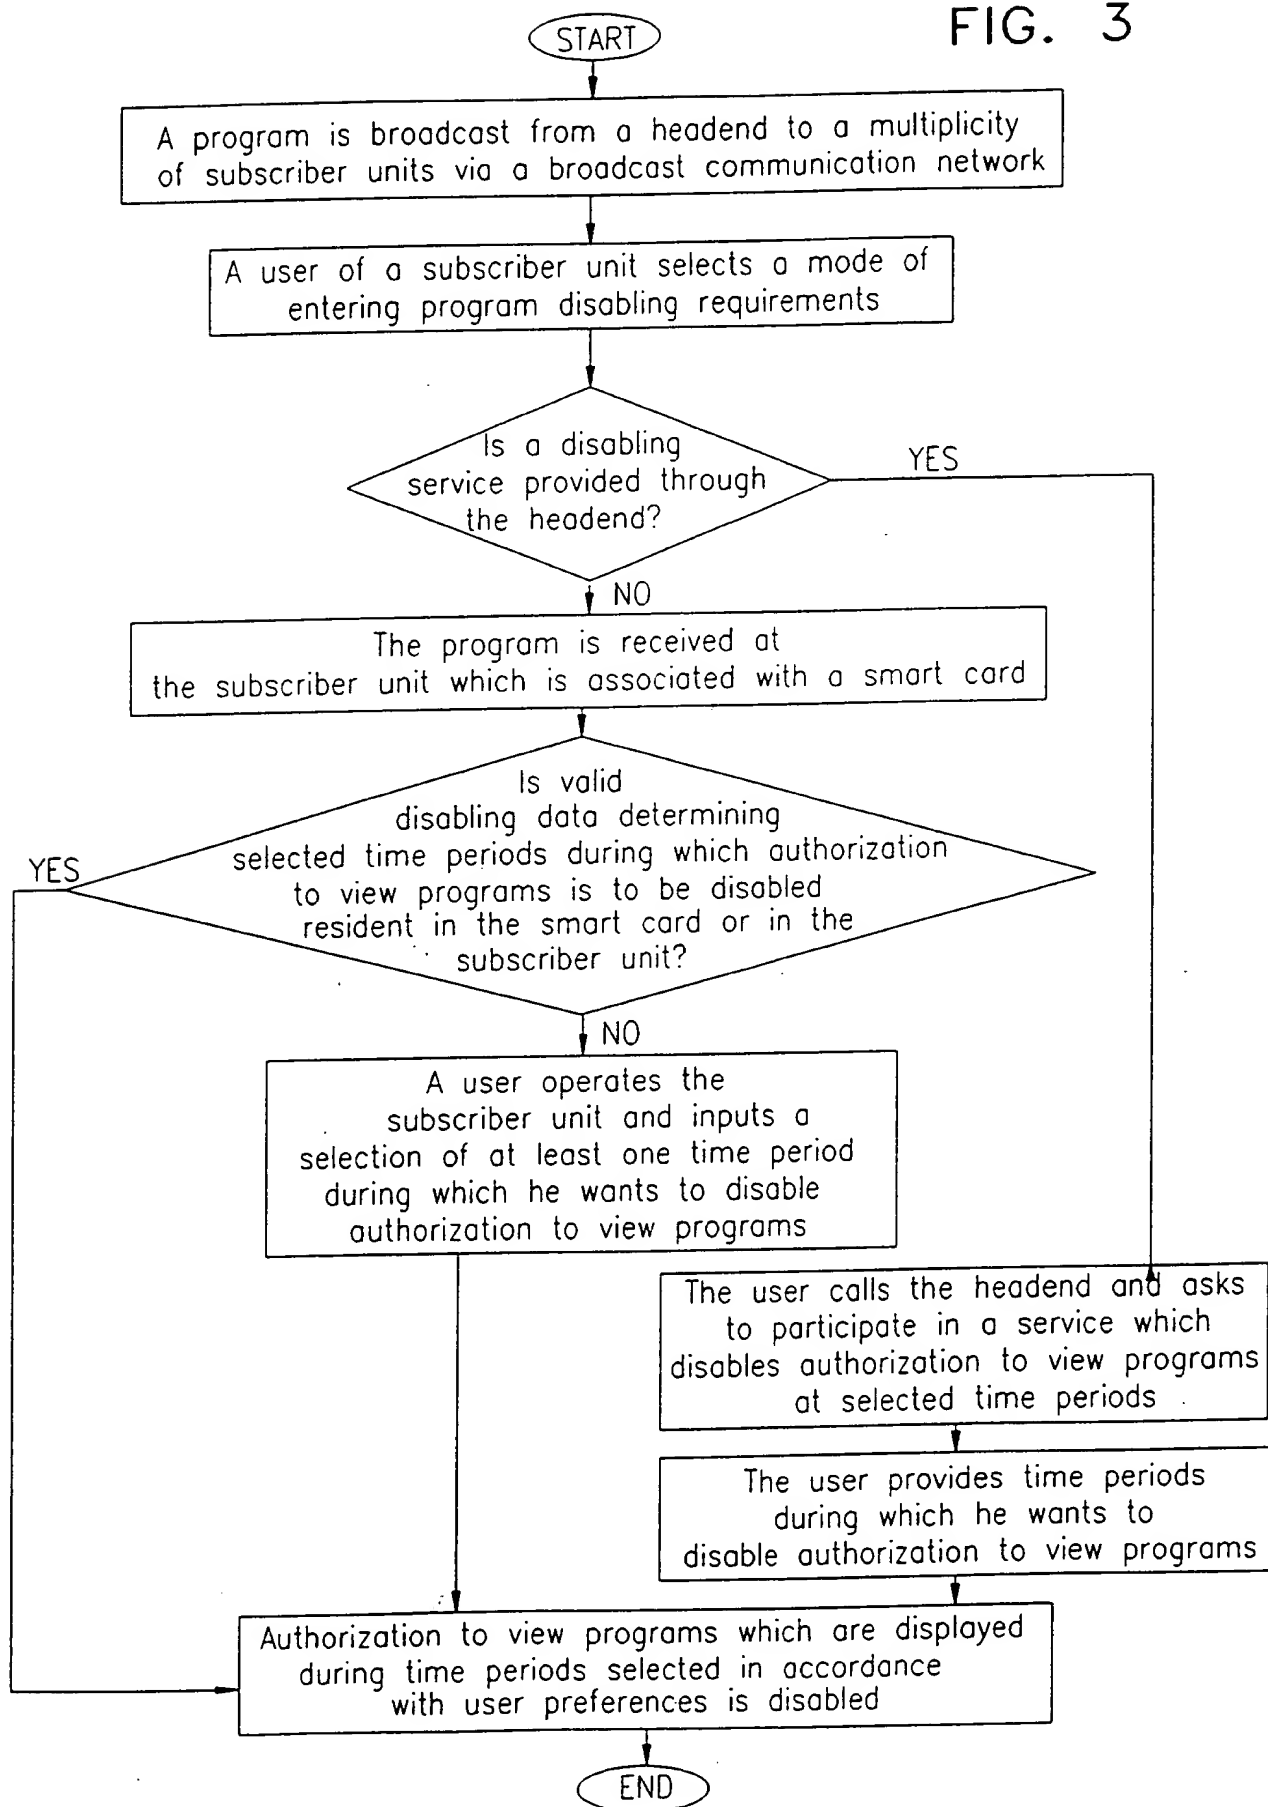 FIG. 3
START
A program is broadcast from a headend to a multiplicity
of subscriber units via a broadcast communication network
A user of a subscriber unit selects a mode of
entering program disabling requirements
Is a disabling
service provided through
the headend?
YES
NO
The program is received at
the subscriber unit which is associated with a smart card
Is valid
disabling data determining
selected time periods during which authorization
to view programs is to be disabled
resident in the smart card or in the
subscriber unit?
YES
NO
A user operates the
subscriber unit and inputs a
selection of at least one time period
during which he wants to disable
authorization to view programs
The user calls the headend and asks
to participate in a service which
disables authorization to view programs
at selected time periods
The user provides time periods
during which he wants to
disable authorization to view programs
Authorization to view programs which are displayed
during time periods selected in accordance
with user preferences is disabled
END